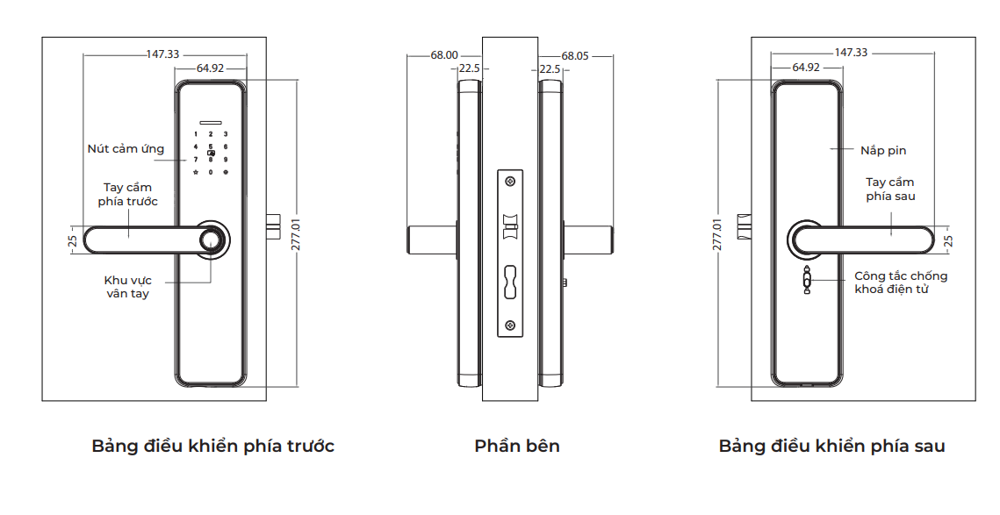 147.33
64.92
1 2 3
4 5 6
7 8 9
0
Nút cảm ứng
Tay cầm
phía trước
25
277.01
Khu vực
vân tay
Bảng điều khiển phía trước
68.00
68.05
22.5
22.5
Phần bên
147.33
64.92
Nắp pin
Tay cầm
phía sau
277.01
25
Công tắc chống
khoá điện tử
Bảng điều khiển phía sau